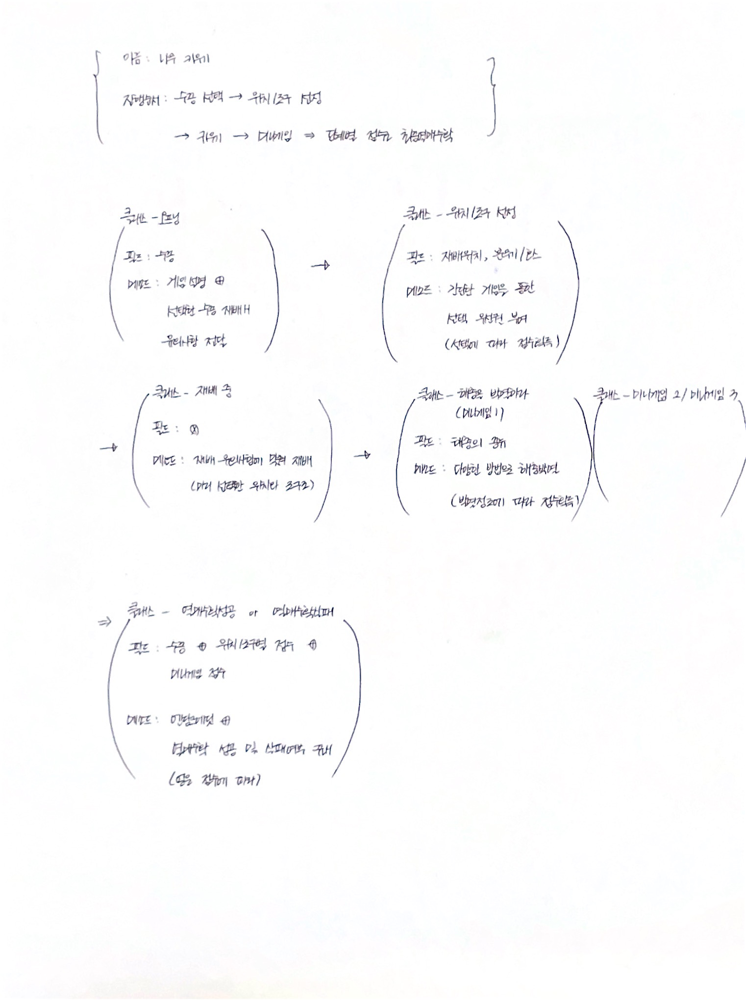 이름: 나무 키우기
진행순서: 수종 선택 → 위치/도구 선정
→ 키우기 → 미니게임 ⇒ 단계별 점수로 최종열매수확
클래스 - 오프닝
필드: 수종
메소드: 게임설명 ⊕
선택한 수종 재배시
유의사항 전달
→
클래스 - 위치/도구 선정
필드: 재배위치, 분위기/장소
메소드: 간단한 게임을 통한
선택 우선권 부여
(선택에 따라 점수획득)
→
클래스 - 재배 중
필드: ⊗
메소드: 재배 유의사항에 맞춰 재배
(미리 선택한 위치와 도구로)
→
클래스 - 해충을 박멸하라
(미니게임 1)
필드: 해충의 종류
메소드: 다양한 방법으로 해충박멸
(박멸정도에 따라 점수획득)
클래스 - 미니게임 2/미니게임 3
⇒
클래스 - 열매수확성공 or 열매수확실패
필드: 수종 ⊕ 위치/도구별 점수 ⊕
미니게임 점수
메소드: 엔딩크레딧 ⊕
열매수확 성공 및 실패여부 안내
(얻은 점수에 따라)